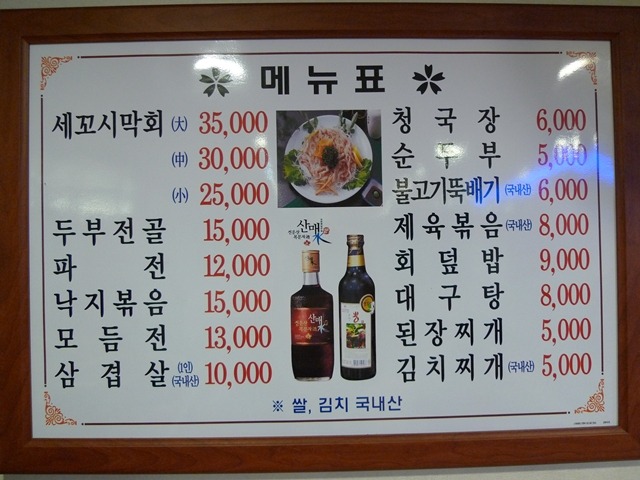 메뉴표
세꼬시막회 (大) 35,000
(中) 30,000
(小) 25,000
두부전골 15,000
파전 12,000
낙지볶음 15,000
모듬전 13,000
삼겹살 (1인) (국내산) 10,000
산매
청국장 6,000
순두부 5,000
불고기뚝배기 (국내산) 6,000
제육볶음 (국내산) 8,000
회덮밥 9,000
대구탕 8,000
된장찌개 5,000
김치찌개 (국내산) 5,000
※ 쌀, 김치 국내산